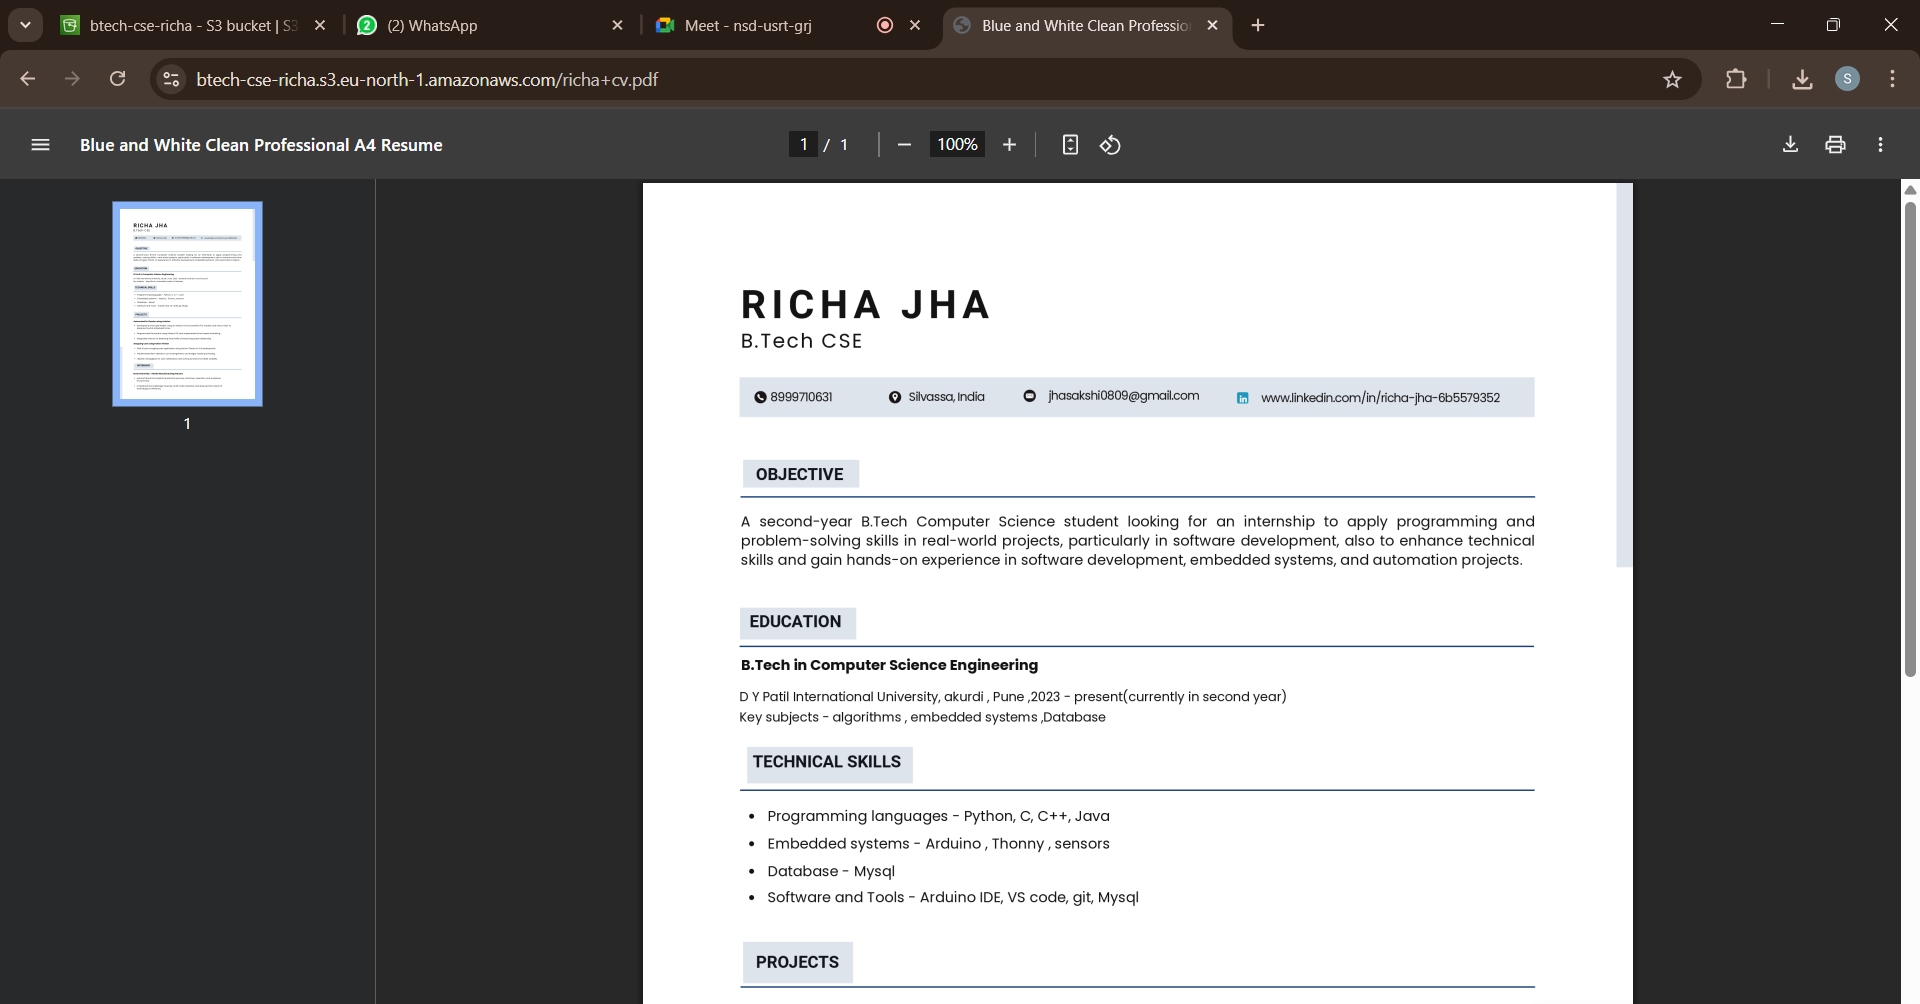 btech-cse-richa - S3 bucket | S3
(2) WhatsApp
Meet - nsd-usrt-grj
Blue and White Clean Professio
btech-cse-richa.s3.eu-north-1.amazonaws.com/richa+cv.pdf
S
Blue and White Clean Professional A4 Resume
1 / 1
100%
1
RICHA JHA
B.Tech CSE
8999710631
Silvassa, India
jhasakshi0809@gmail.com
www.linkedin.com/in/richa-jha-6b5579352
OBJECTIVE
A second-year B.Tech Computer Science student looking for an internship to apply programming and
problem-solving skills in real-world projects, particularly in software development, also to enhance technical
skills and gain hands-on experience in software development, embedded systems, and automation projects.
EDUCATION
B.Tech in Computer Science Engineering
D Y Patil International University, akurdi , Pune ,2023 - present(currently in second year)
Key subjects - algorithms , embedded systems ,Database
TECHNICAL SKILLS
• Programming languages - Python, C, C++, Java
• Embedded systems - Arduino , Thonny , sensors
• Database - Mysql
• Software and Tools - Arduino IDE, VS code, git, Mysql
PROJECTS